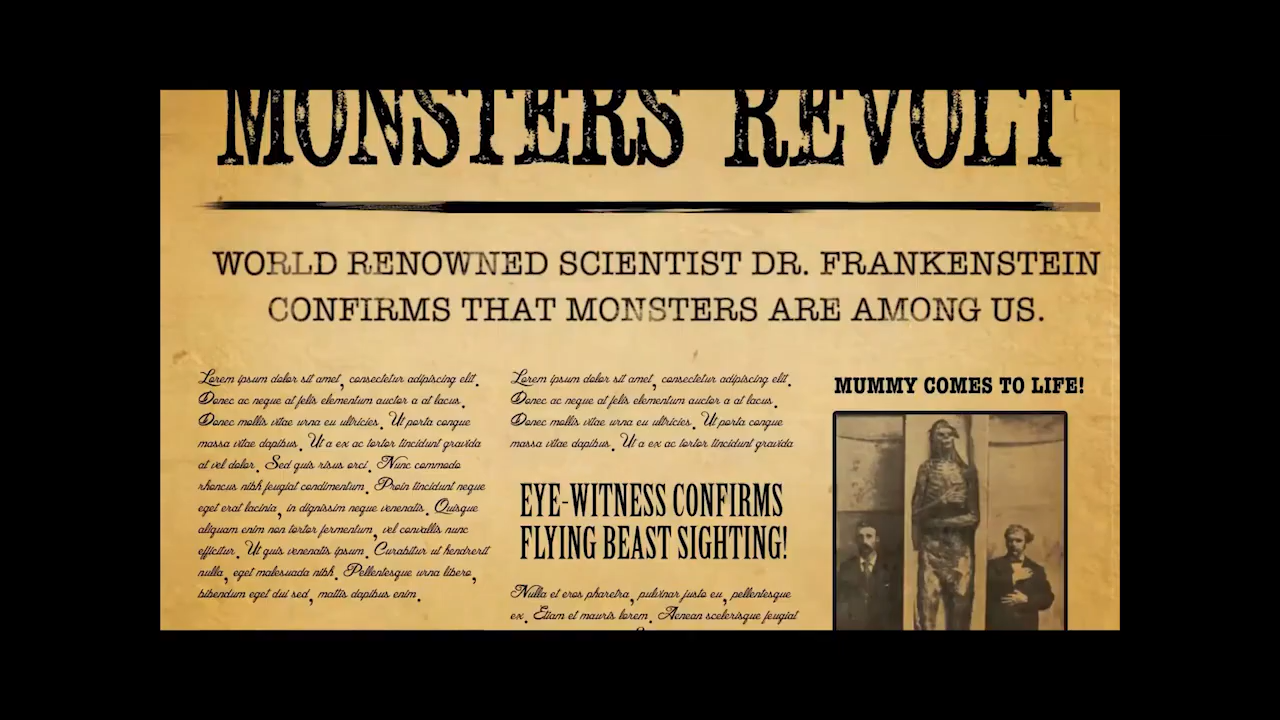 MONSTERS REVOLT
WORLD RENOWNED SCIENTIST DR. FRANKENSTEIN
CONFIRMS THAT MONSTERS ARE AMONG US.
Lorem ipsum dolor sit amet, consectetur adipiscing elit.
Donec ac neque at felis elementum auctor a at lacus.
Donec mollis vitae urna eu ultricies. Ut porta congue
massa vitae dapibus. Ut a ex ac tortor tincidunt gravida
at vel dolor. Sed quis risus orci. Nunc commodo
rhoncus nibh feugiat condimentum. Proin tincidunt neque
eget erat lacinia, in dignissim neque venenatis. Quisque
aliquam enim non tortor fermentum, vel convallis nunc
efficitur. Ut quis venenatis ipsum. Curabitur ut hendrerit
nulla, eget malesuada nibh. Pellentesque urna libero,
bibendum eget dui sed, mattis dapibus enim.
Lorem ipsum dolor sit amet, consectetur adipiscing elit.
Donec ac neque at felis elementum auctor a at lacus.
Donec mollis vitae urna eu ultricies. Ut porta congue
massa vitae dapibus. Ut a ex ac tortor tincidunt gravida
EYE-WITNESS CONFIRMS
FLYING BEAST SIGHTING!
Nulla et eros pharetra, pulvinar justo eu, pellentesque
ex. Etiam et mauris lorem. Aenean scelerisque feugiat
MUMMY COMES TO LIFE!